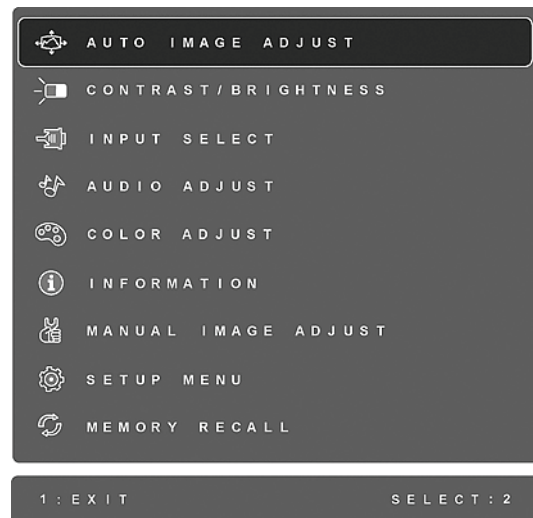 AUTO IMAGE ADJUST
CONTRAST/BRIGHTNESS
INPUT SELECT
AUDIO ADJUST
COLOR ADJUST
INFORMATION
MANUAL IMAGE ADJUST
SETUP MENU
MEMORY RECALL
1:EXIT SELECT:2